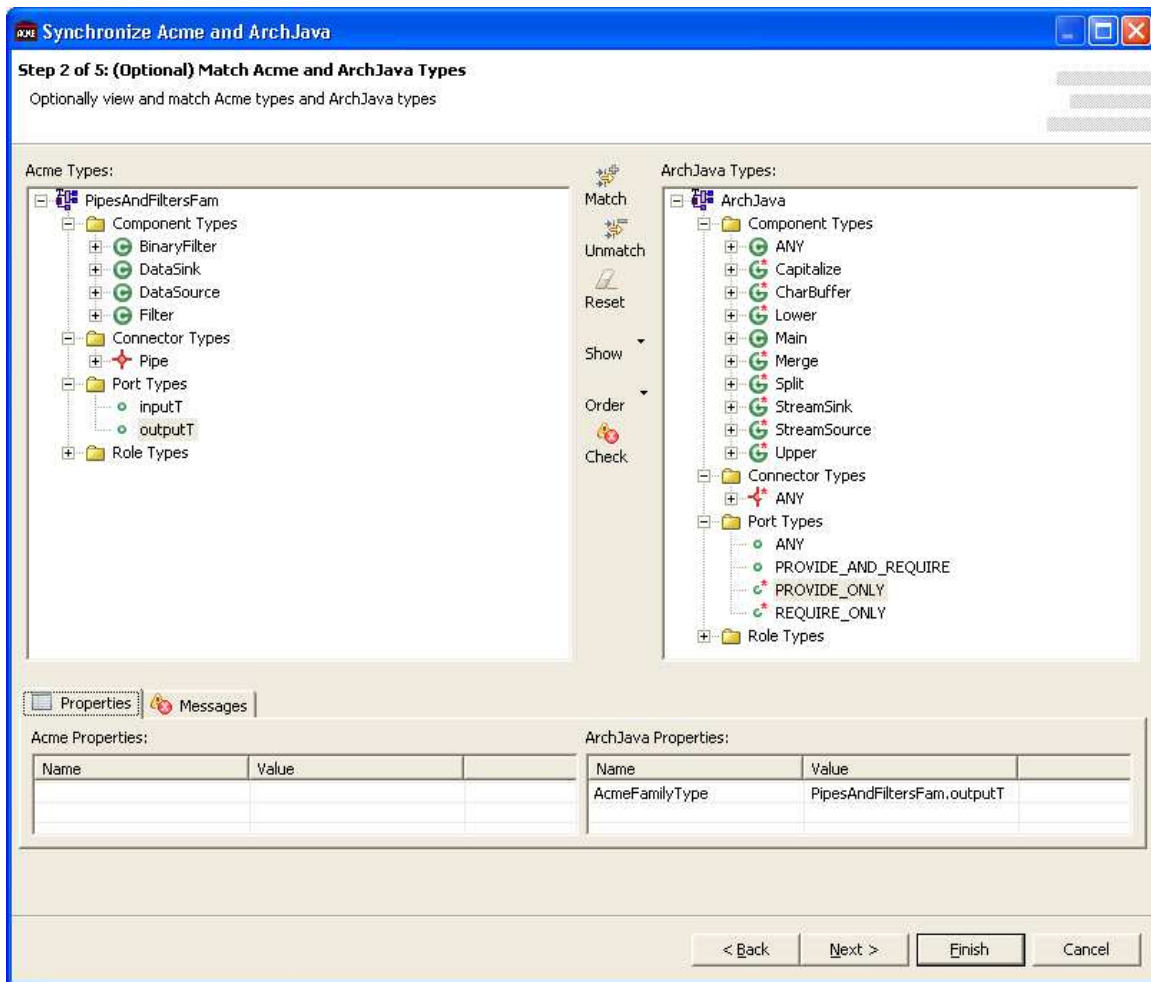 ACME Synchronize Acme and ArchJava
Step 2 of 5: (Optional) Match Acme and ArchJava Types
Optionally view and match Acme types and ArchJava types
Acme Types:
PipesAndFiltersFam
Component Types
BinaryFilter
DataSink
DataSource
Filter
Connector Types
Pipe
Port Types
inputT
outputT
Role Types
Match
Unmatch
Reset
Show
Order
Check
ArchJava Types:
ArchJava
Component Types
ANY
Capitalize
CharBuffer
Lower
Main
Merge
Split
StreamSink
StreamSource
Upper
Connector Types
ANY
Port Types
ANY
PROVIDE_AND_REQUIRE
PROVIDE_ONLY
REQUIRE_ONLY
Role Types
Properties Messages
Acme Properties:
Name Value
ArchJava Properties:
Name Value
AcmeFamilyType PipesAndFiltersFam.outputT
< Back Next > Finish Cancel